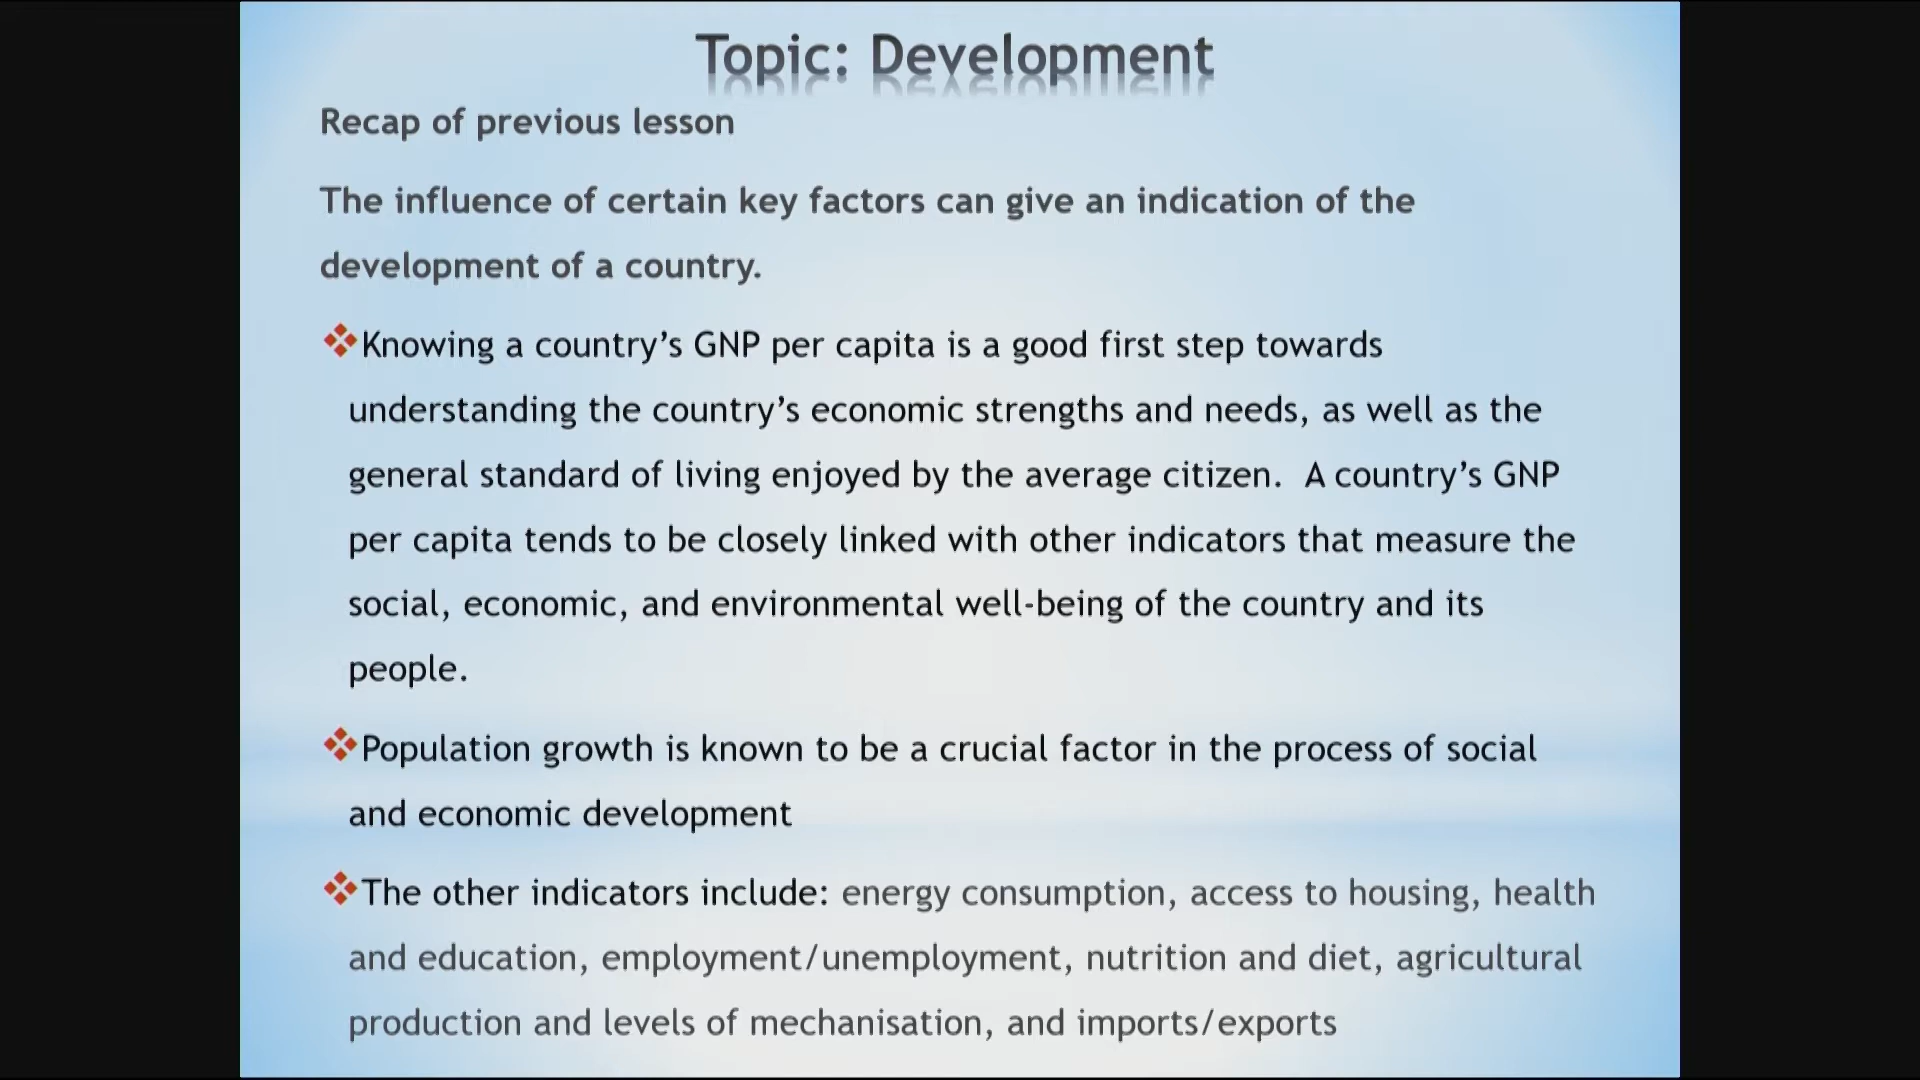 Topic: Development
Recap of previous lesson
The influence of certain key factors can give an indication of the
development of a country.
Knowing a country’s GNP per capita is a good first step towards
understanding the country’s economic strengths and needs, as well as the
general standard of living enjoyed by the average citizen.  A country’s GNP
per capita tends to be closely linked with other indicators that measure the
social, economic, and environmental well-being of the country and its
people.
Population growth is known to be a crucial factor in the process of social
and economic development
The other indicators include: energy consumption, access to housing, health
and education, employment/unemployment, nutrition and diet, agricultural
production and levels of mechanisation, and imports/exports